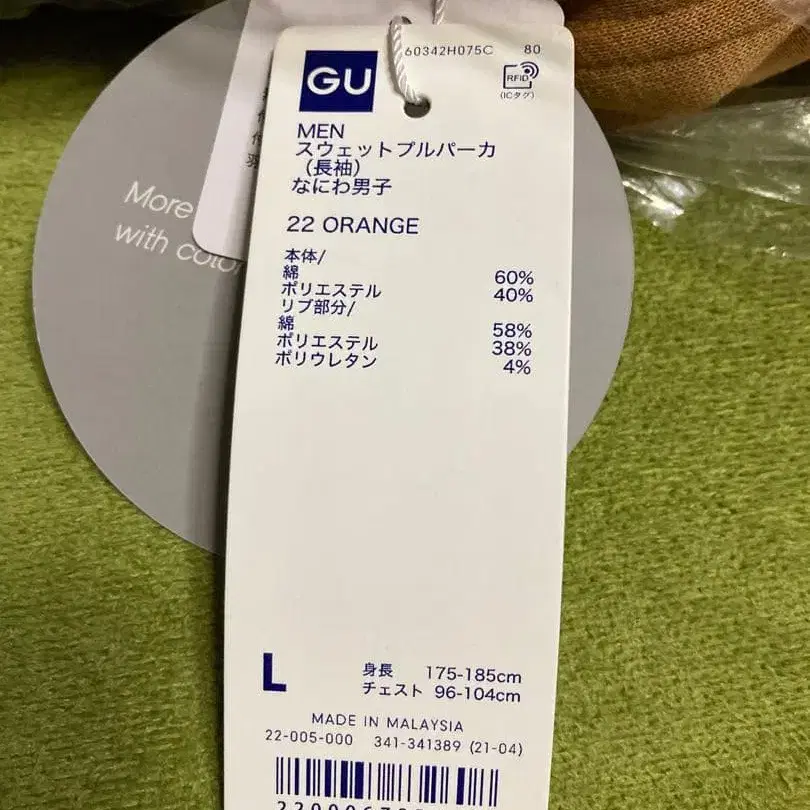 60342H075C 80
GU
RFID
(ICタグ)
MEN
スウェットプルパーカ
(長袖)
なにわ男子
22 ORANGE
本体/
綿 60%
ポリエステル 40%
リブ部分/
綿 58%
ポリエステル 38%
ポリウレタン 4%
L
身長 175-185cm
チェスト 96-104cm
MADE IN MALAYSIA
22-005-000 341-341389 (21-04)
More
with color